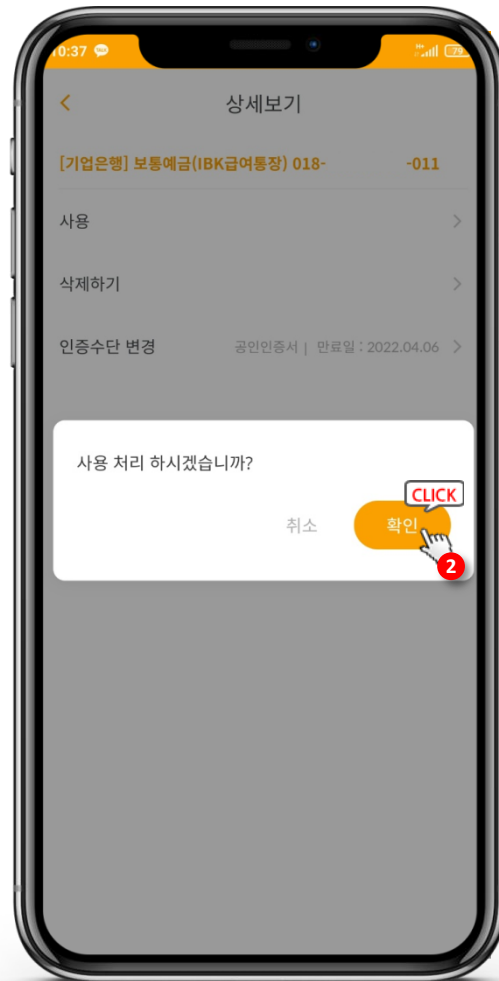 0:37 TALK 79
상세보기
[기업은행] 보통예금(IBK급여통장) 018- -011
사용
삭제하기
인증수단 변경 공인인증서 | 만료일 : 2022.04.06
사용 처리 하시겠습니까?
CLICK
취소 확인
2